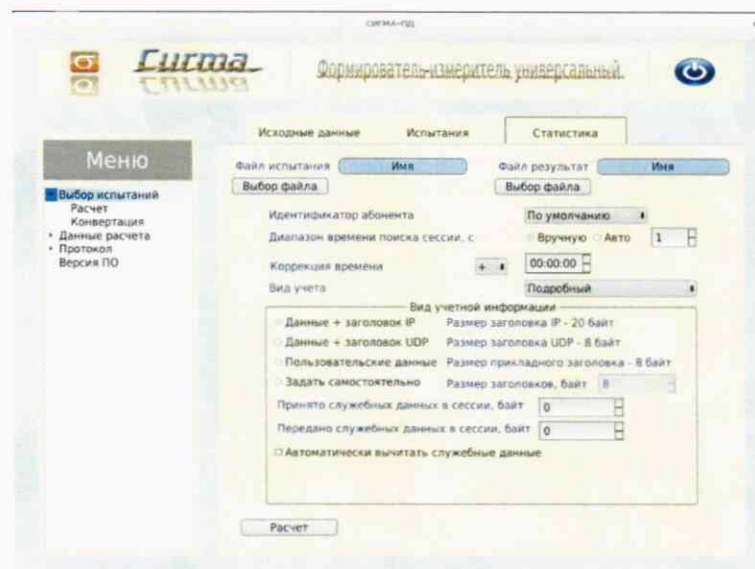 СИГМА-ПД
Сигма
Формирователь-измеритель универсальный
Исходные данные Испытания Статистика
Меню
Выбор испытаний
Расчет
Конвертация
Данные расчета
Протокол
Версия ПО
Файл испытания Имя Файл результат Имя
Выбор файла Выбор файла
Идентификатор абонента По умолчанию
Диапазон времени поиска сессии, с Вручную Авто 1
Коррекция времени + 00:00:00
Вид учета Подробный
Вид учетной информации
Данные + заголовок IP Размер заголовка IP - 20 байт
Данные + заголовок UDP Размер заголовка UDP - 8 байт
Пользовательские данные Размер прикладного заголовка - 8 байт
Задать самостоятельно Размер заголовков, байт 8
Принято служебных данных в сессии, байт 0
Передано служебных данных в сессии, байт 0
Автоматически вычитать служебные данные
Расчет